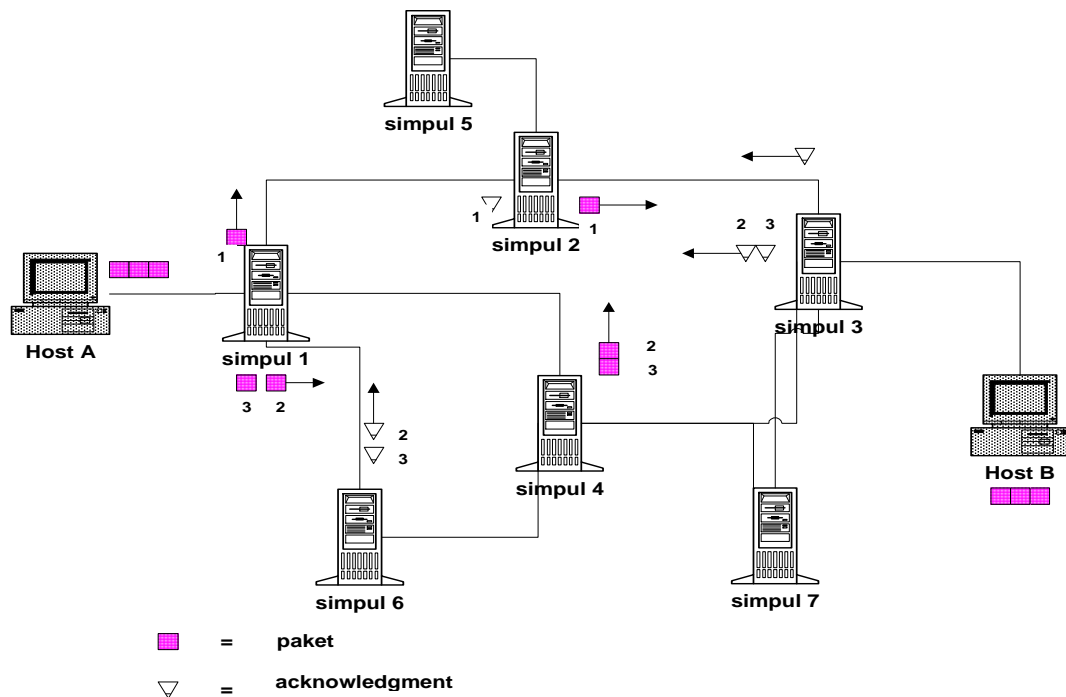 simpul 5
1
1
simpul 2
2 3
1
simpul 3
Host A
simpul 1
2
3
3 2
2
3
simpul 4
Host B
simpul 6
simpul 7
= paket
= acknowledgment